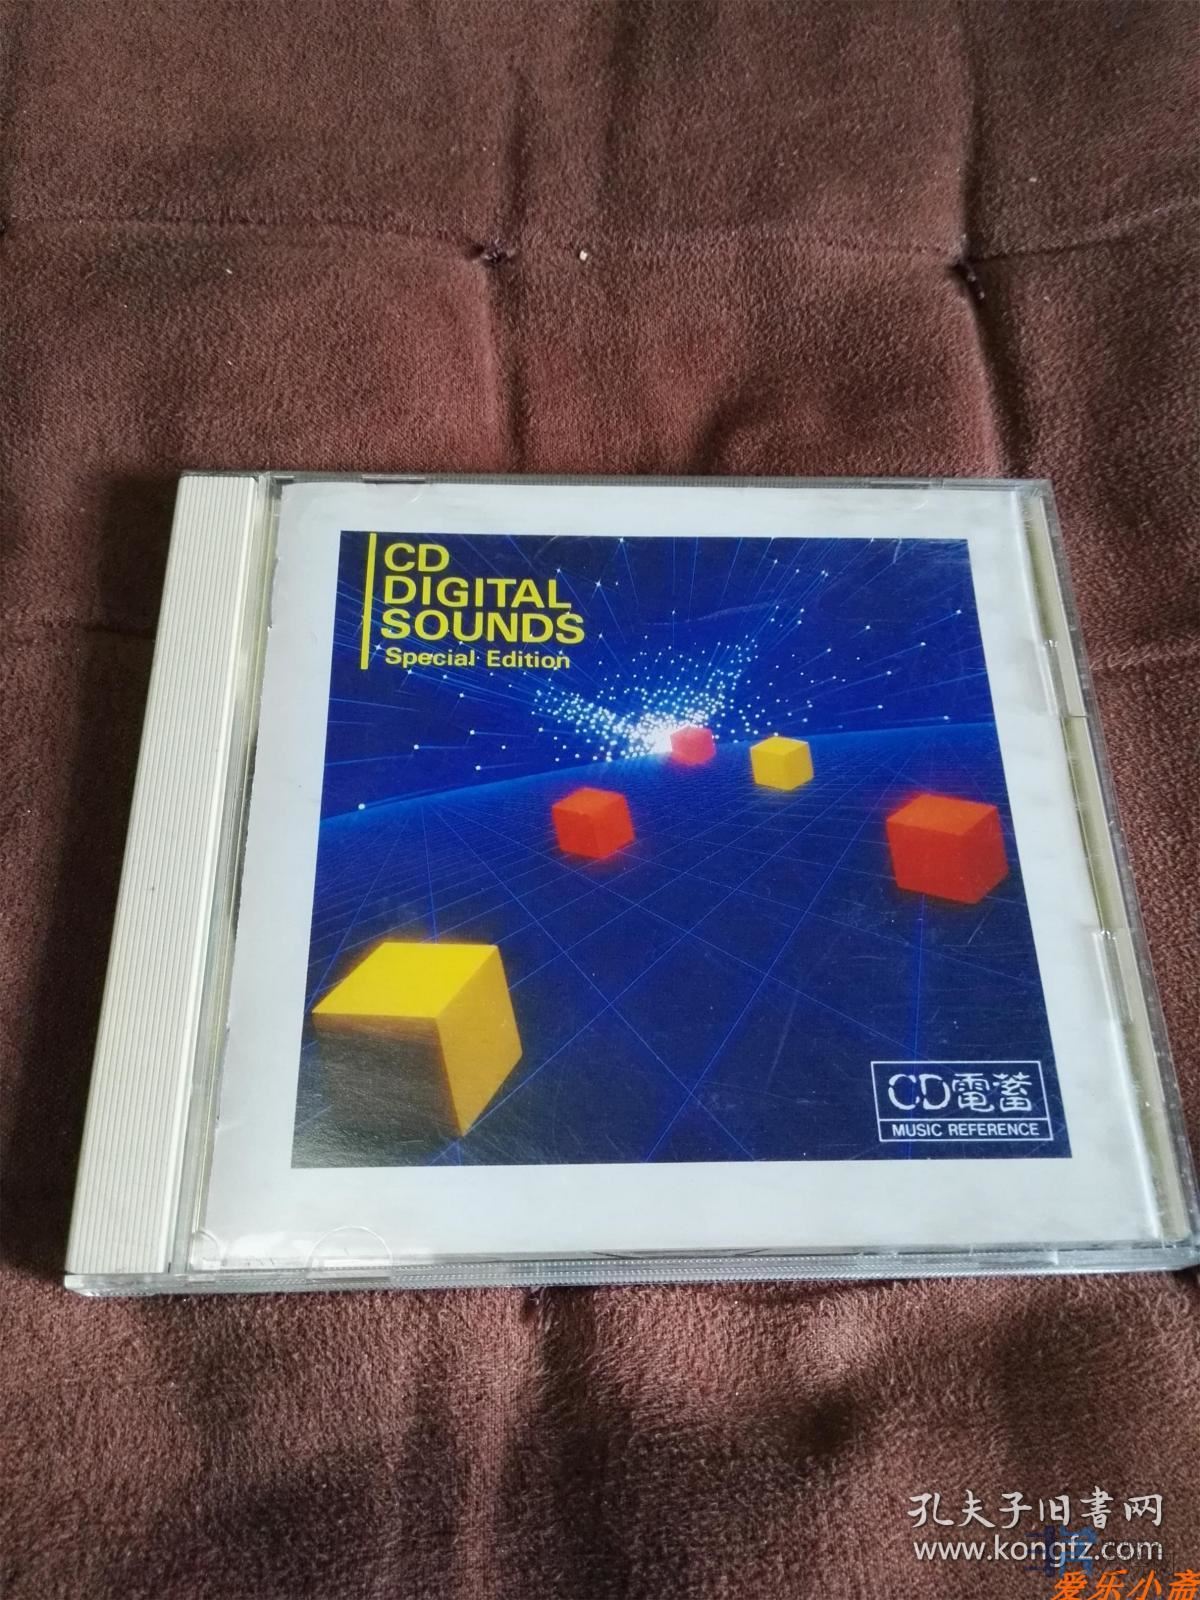 CD
DIGITAL
SOUNDS
Special Edition
CD電蓄
MUSIC REFERENCE
孔夫子旧書网
www.kongfz.com
爱乐小斋